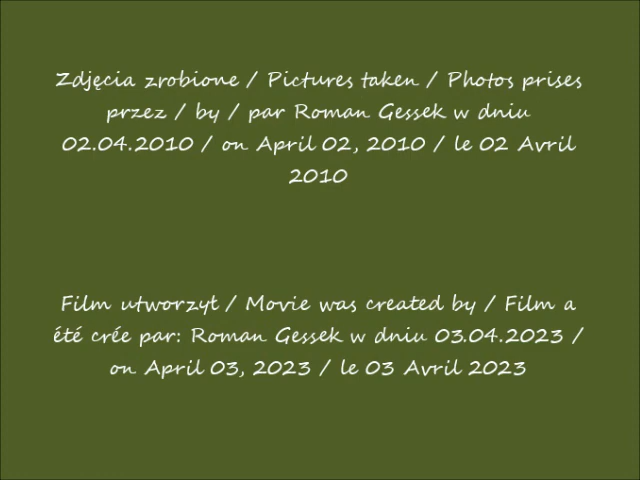 Zdjęcia zrobione / Pictures taken / Photos prises
przez / by / par Roman Gessek w dniu
02.04.2010 / on April 02, 2010 / le 02 Avril
2010
Film utworzył / Movie was created by / Film a
été crée par: Roman Gessek w dniu 03.04.2023 /
on April 03, 2023 / le 03 Avril 2023